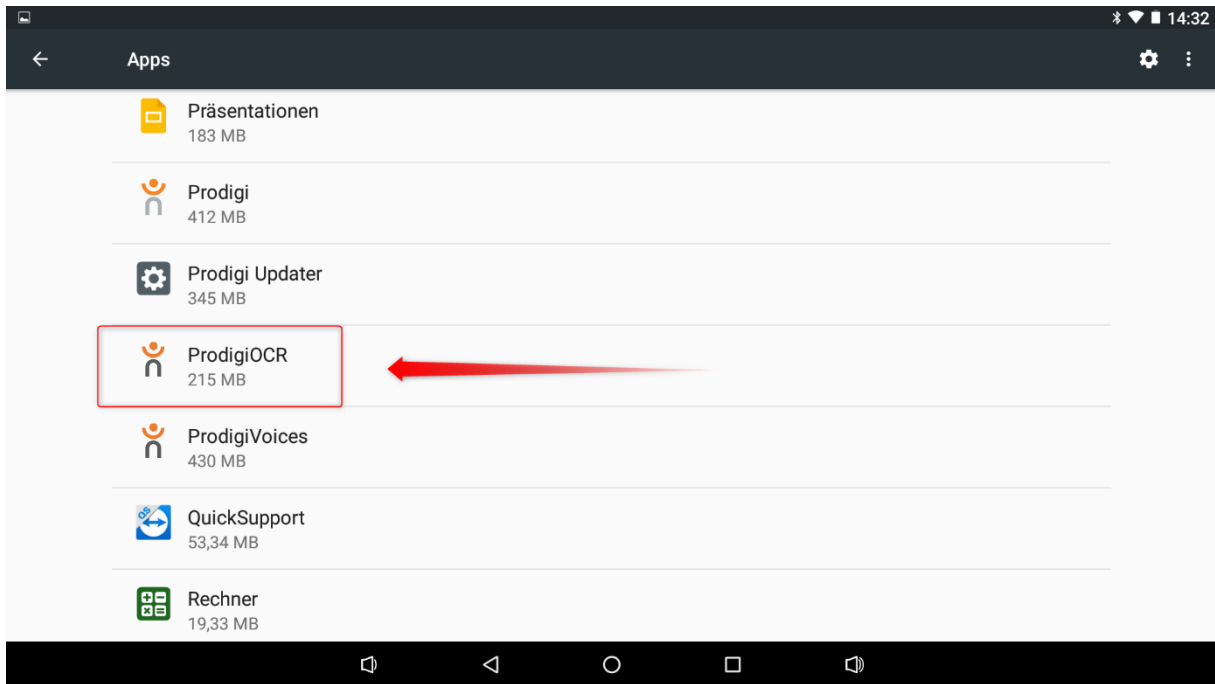 14:32
Apps
Präsentationen
183 MB
Prodigi
412 MB
Prodigi Updater
345 MB
ProdigiOCR
215 MB
ProdigiVoices
430 MB
QS
QuickSupport
53,34 MB
Rechner
19,33 MB